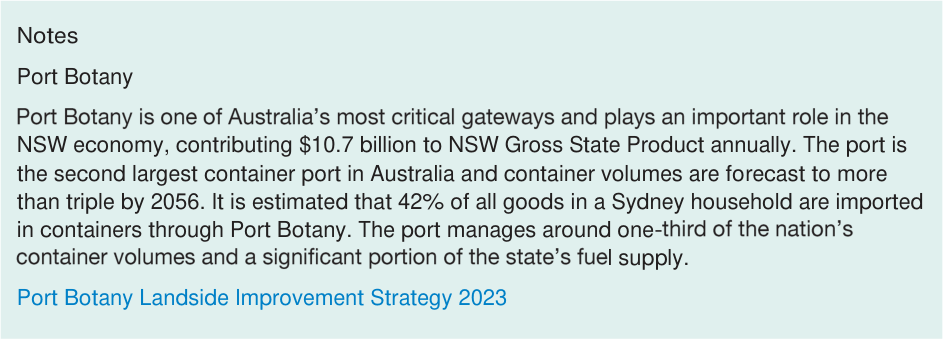 Notes
Port Botany
Port Botany is one of Australia’s most critical gateways and plays an important role in the
NSW economy, contributing $10.7 billion to NSW Gross State Product annually. The port is
the second largest container port in Australia and container volumes are forecast to more
than triple by 2056. It is estimated that 42% of all goods in a Sydney household are imported
in containers through Port Botany. The port manages around one-third of the nation’s
container volumes and a significant portion of the state’s fuel supply.
Port Botany Landside Improvement Strategy 2023